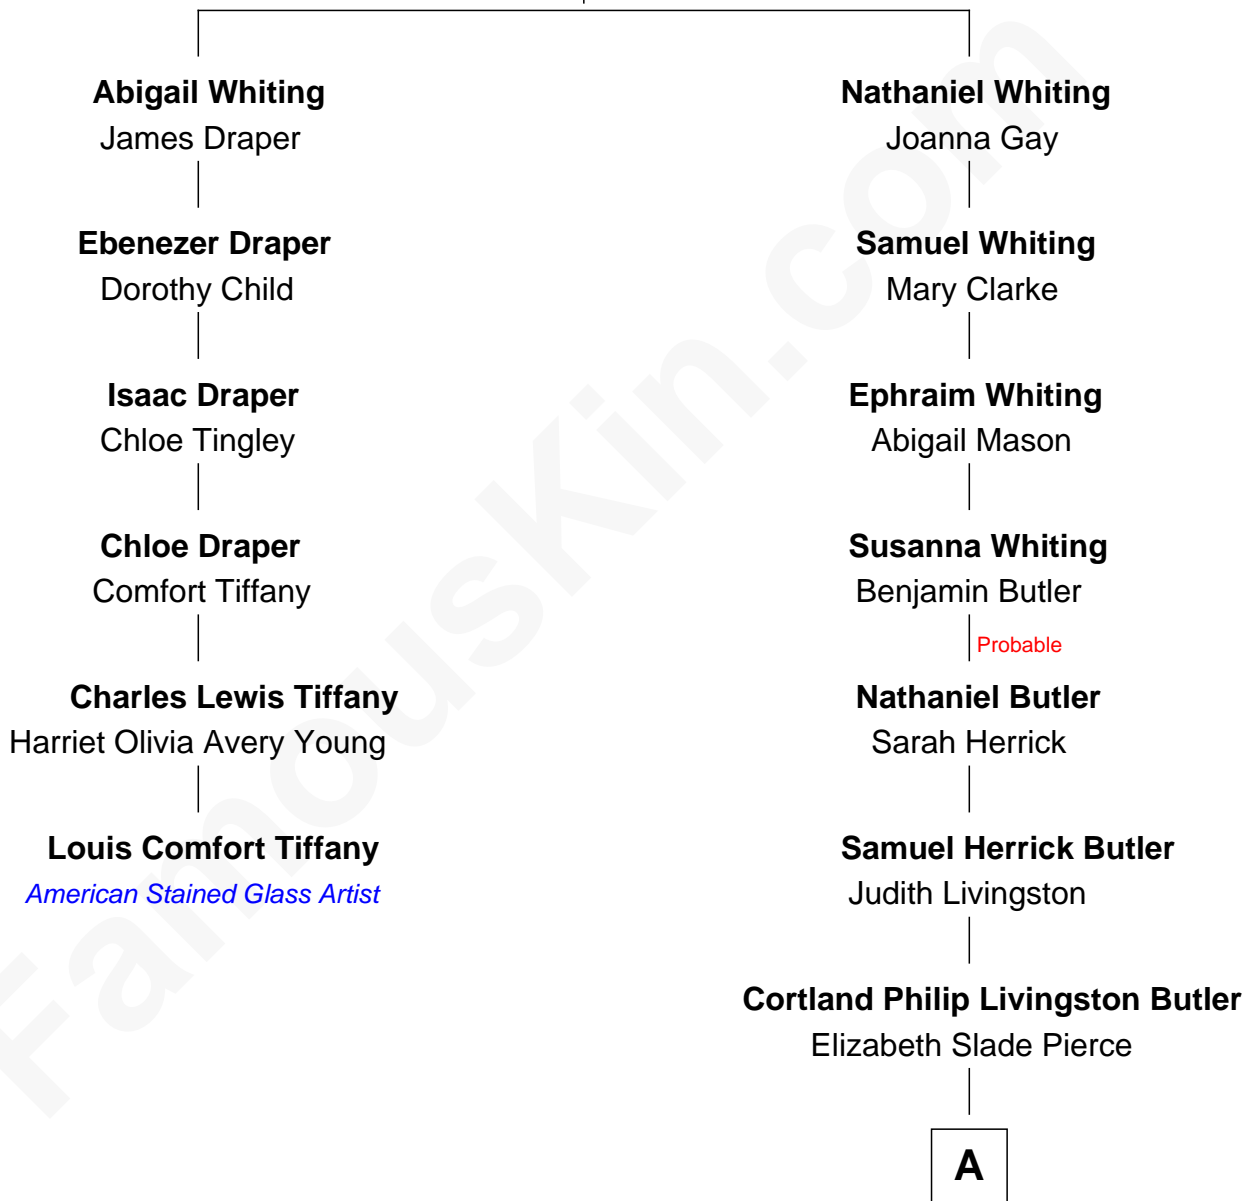 Abigail Whiting
James Draper
Ebenezer Draper
Dorothy Child
Isaac Draper
Chloe Tingley
Chloe Draper
Comfort Tiffany
Charles Lewis Tiffany
Harriet Olivia Avery Young
Louis Comfort Tiffany
American Stained Glass Artist
Nathaniel Whiting
Joanna Gay
Samuel Whiting
Mary Clarke
Ephraim Whiting
Abigail Mason
Susanna Whiting
Benjamin Butler
Probable
Nathaniel Butler
Sarah Herrick
Samuel Herrick Butler
Judith Livingston
Cortland Philip Livingston Butler
Elizabeth Slade Pierce
A
FamousKin.com